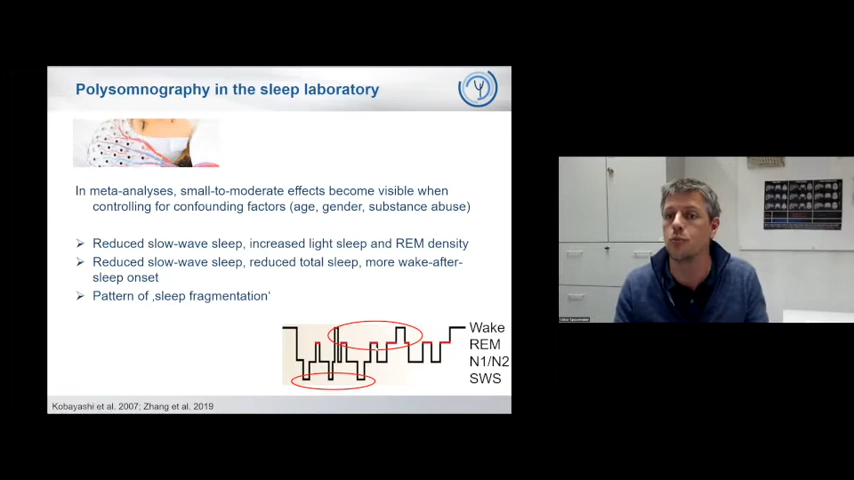 Polysomnography in the sleep laboratory
In meta-analyses, small-to-moderate effects become visible when
controlling for confounding factors (age, gender, substance abuse)
Reduced slow-wave sleep, increased light sleep and REM density
Reduced slow-wave sleep, reduced total sleep, more wake-after-
sleep onset
Pattern of ‚sleep fragmentation‘
Wake
REM
N1/N2
SWS
Kobayashi et al. 2007; Zhang et al. 2019